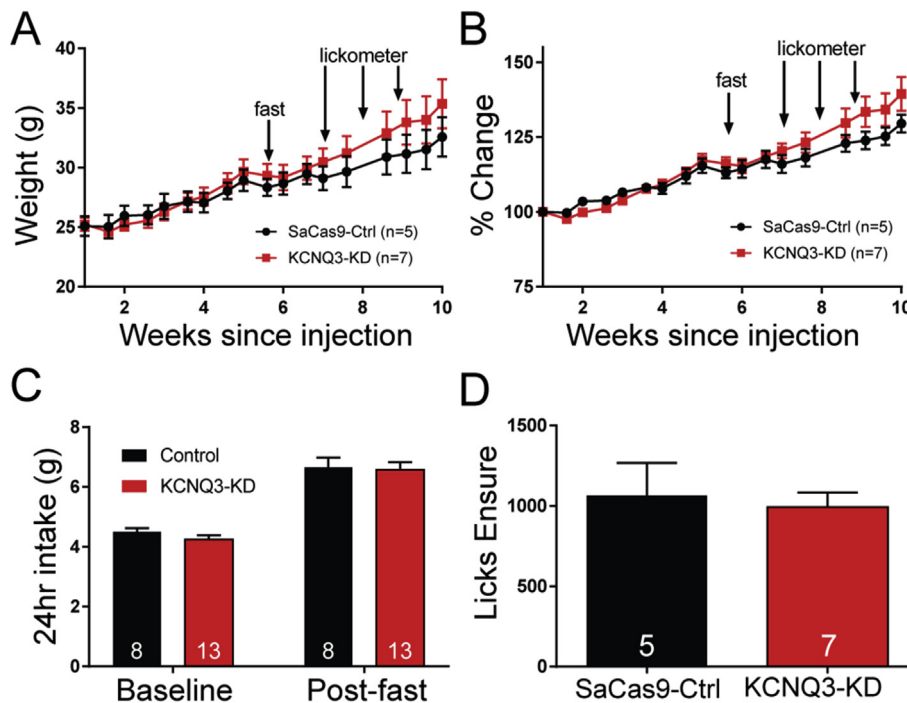 A
Weight (g)
40
35
30
25
20
fast
lickometer
SaCas9-Ctrl (n=5)
KCNQ3-KD (n=7)
2 4 6 8 10
Weeks since injection
B
% Change
150
125
100
75
fast
lickometer
SaCas9-Ctrl (n=5)
KCNQ3-KD (n=7)
2 4 6 8 10
Weeks since injection
C
24hr intake (g)
8
6
4
2
0
Control
KCNQ3-KD
8 13 8 13
Baseline Post-fast
D
Licks Ensure
1500
1000
500
0
5 7
SaCas9-Ctrl KCNQ3-KD